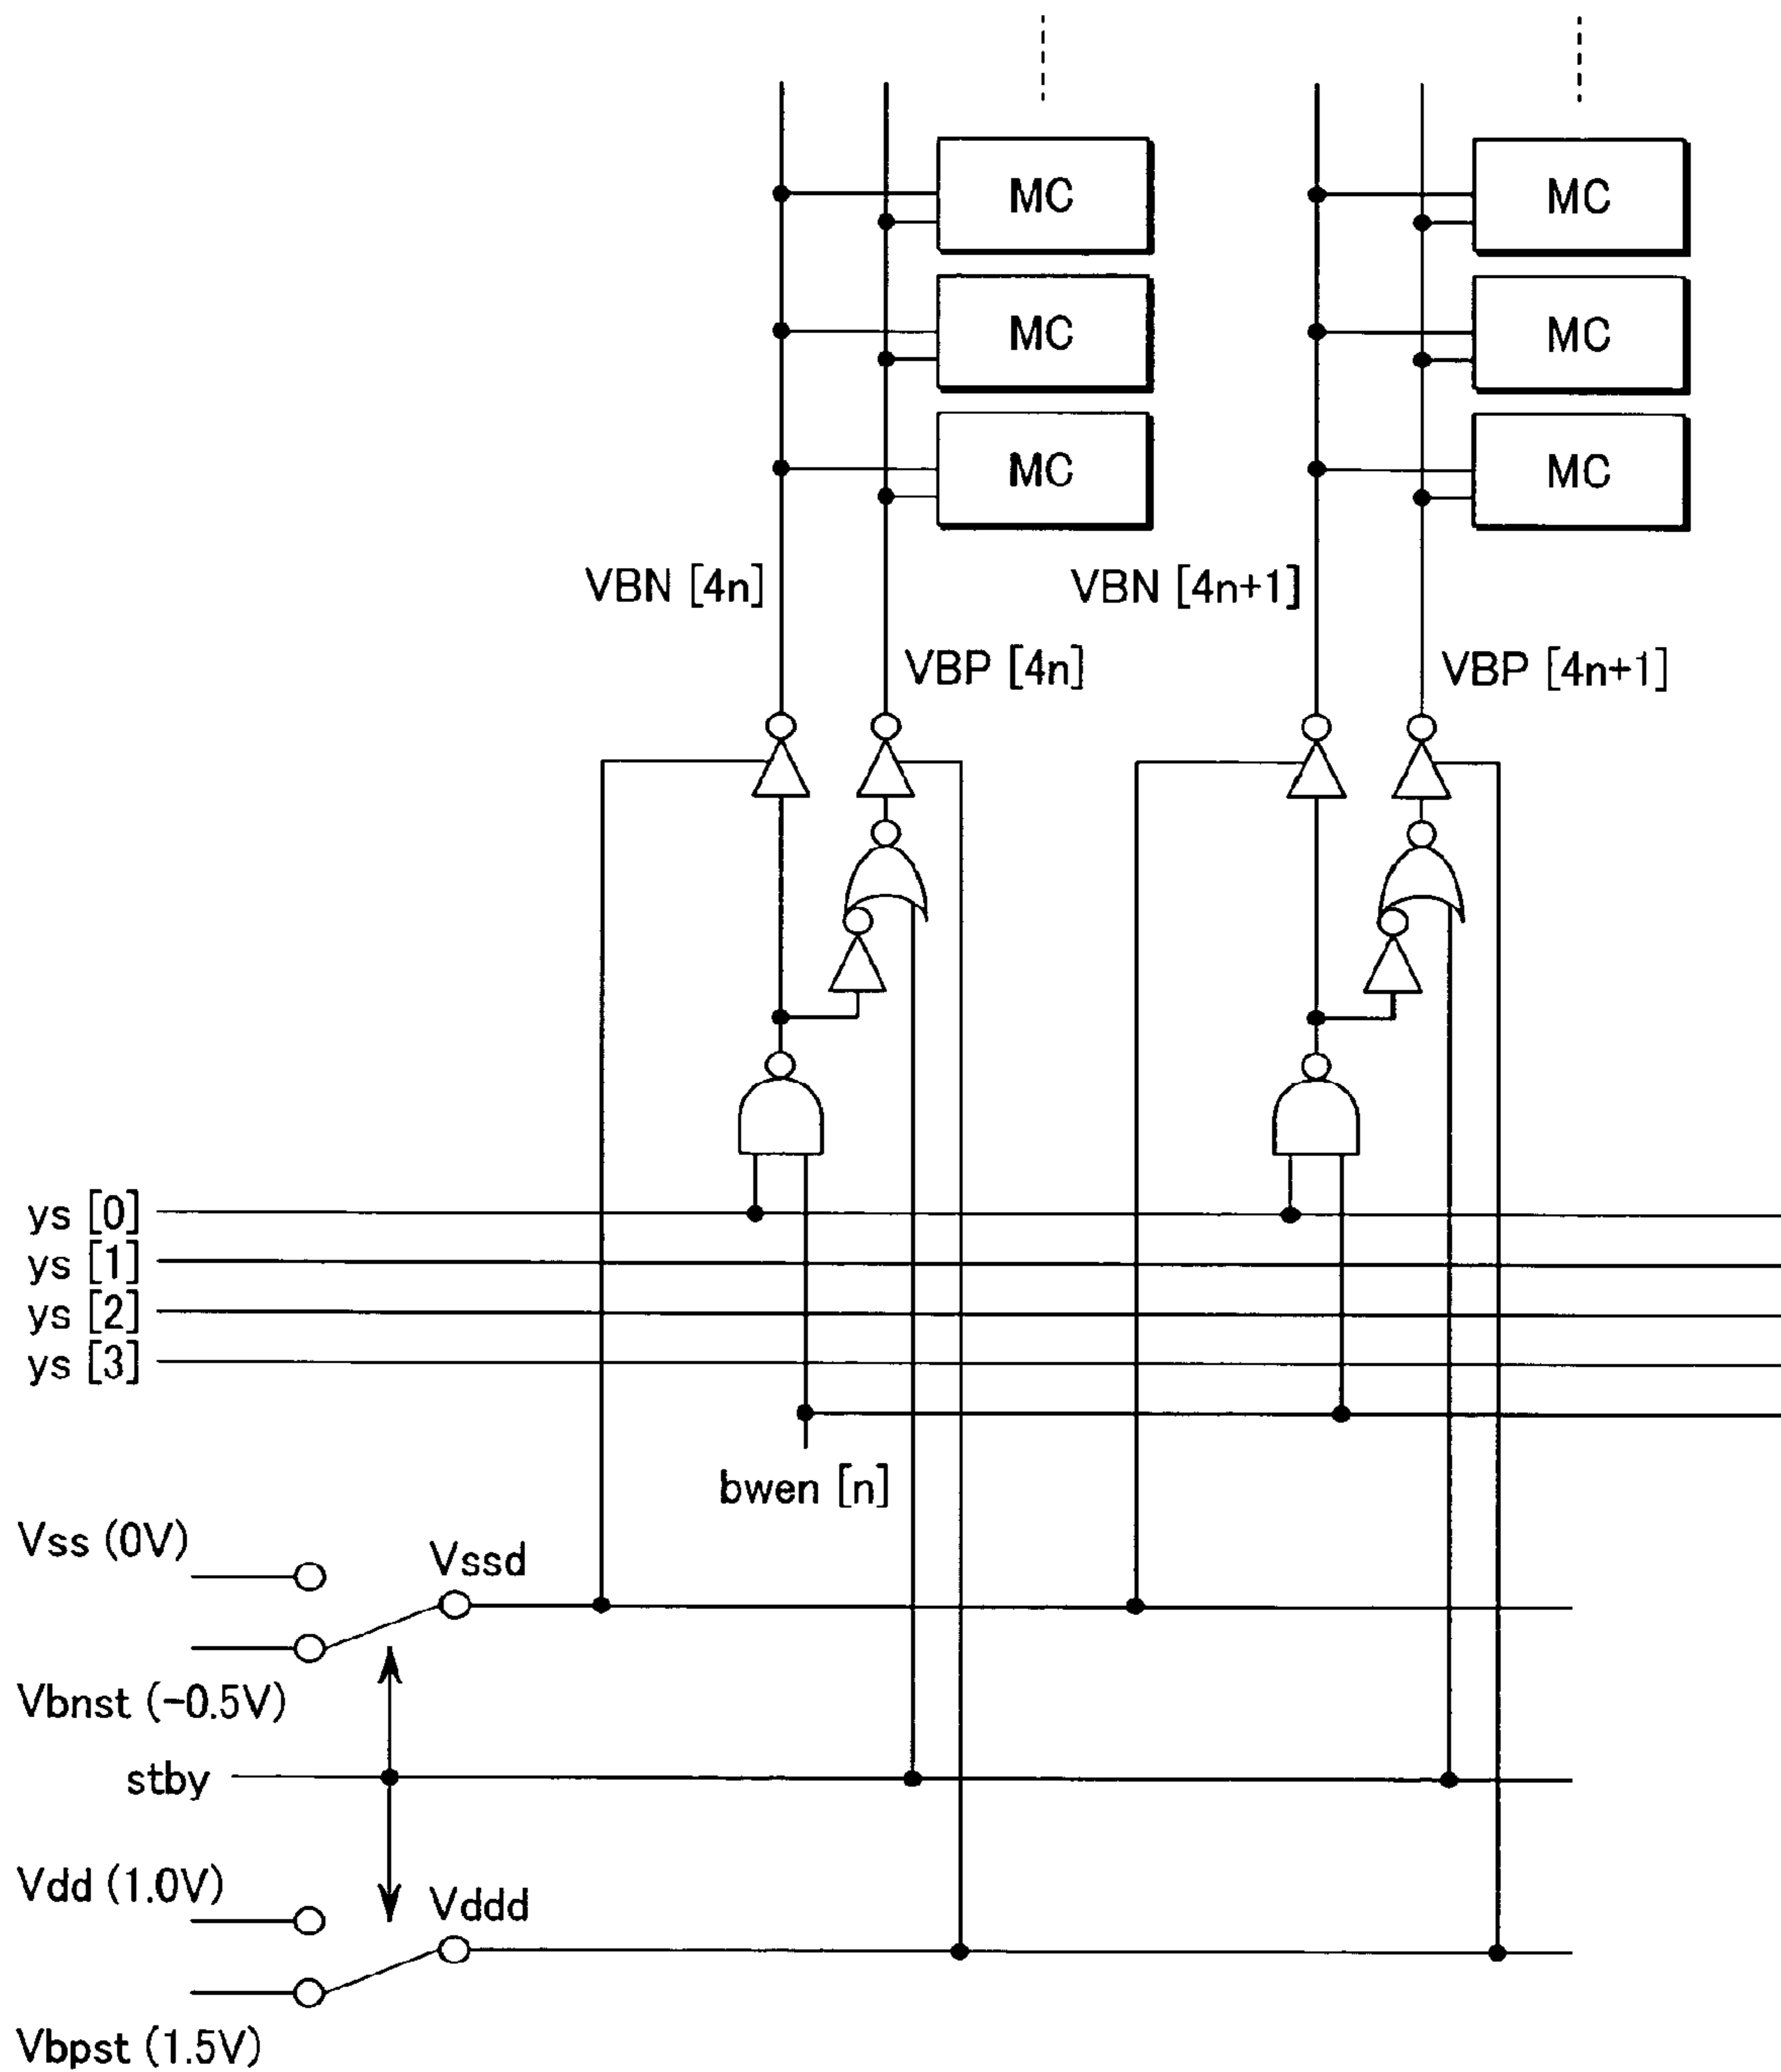 MC MC
MC MC
MC MC
VBN [4n] VBN [4n+1]
VBP [4n] VBP [4n+1]
ys [0]
ys [1]
ys [2]
ys [3]
bwen [n]
Vss (0V)
Vssd
Vbnst (-0.5V)
stby
Vdd (1.0V)
Vddd
Vbpst (1.5V)